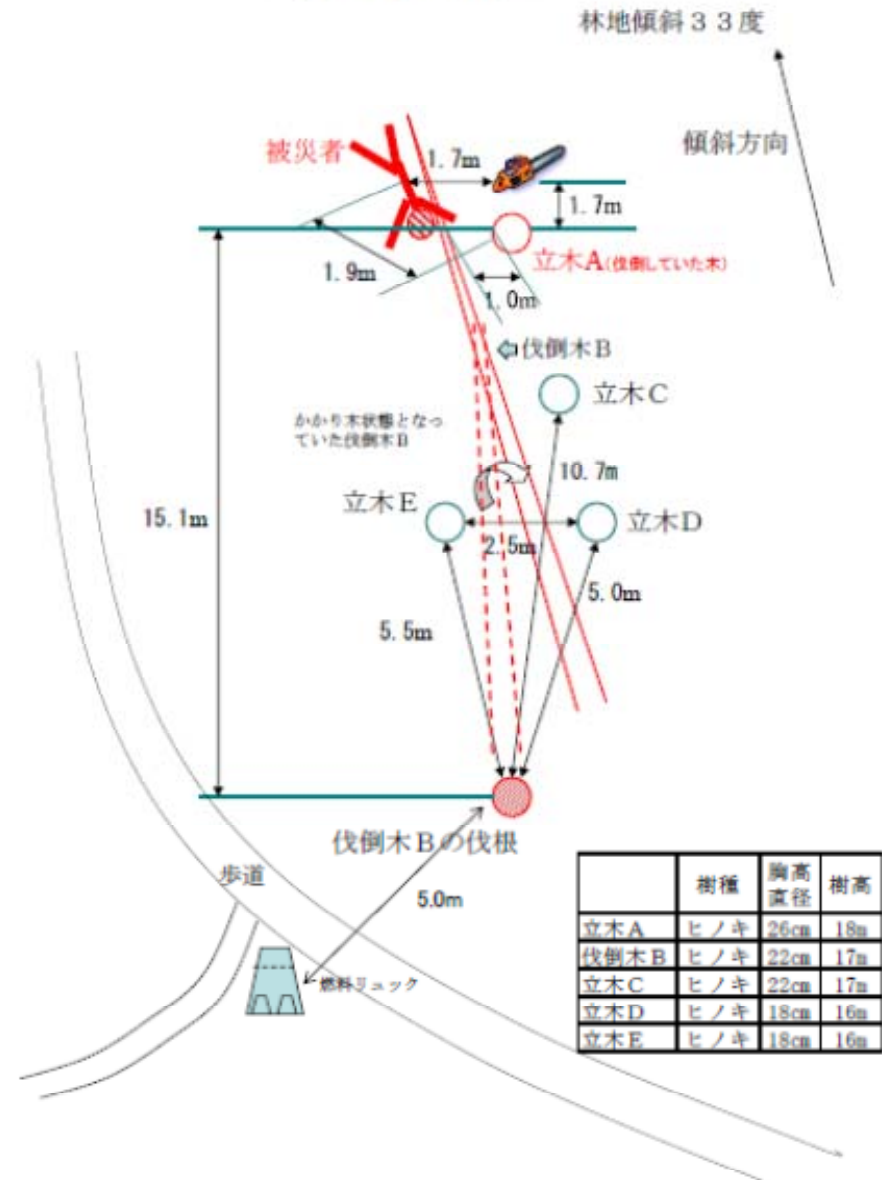 林地傾斜３３度
傾斜方向
被災者
1.7m
1.7m
立木A(伐倒していた木)
1.9m
1.0m
伐倒木Ｂ
立木Ｃ
かかり木状態となっ
ていた伐倒木Ｂ
10.7m
15.1m
立木Ｅ
立木D
2.5m
5.0m
5.5m
伐倒木Ｂの伐根
歩道
5.0m
燃料リュック
樹種 胸高直径 樹高
立木Ａ ヒノキ 26cm 18m
伐倒木Ｂ ヒノキ 22cm 17m
立木Ｃ ヒノキ 22cm 17m
立木Ｄ ヒノキ 18cm 16m
立木Ｅ ヒノキ 18cm 16m